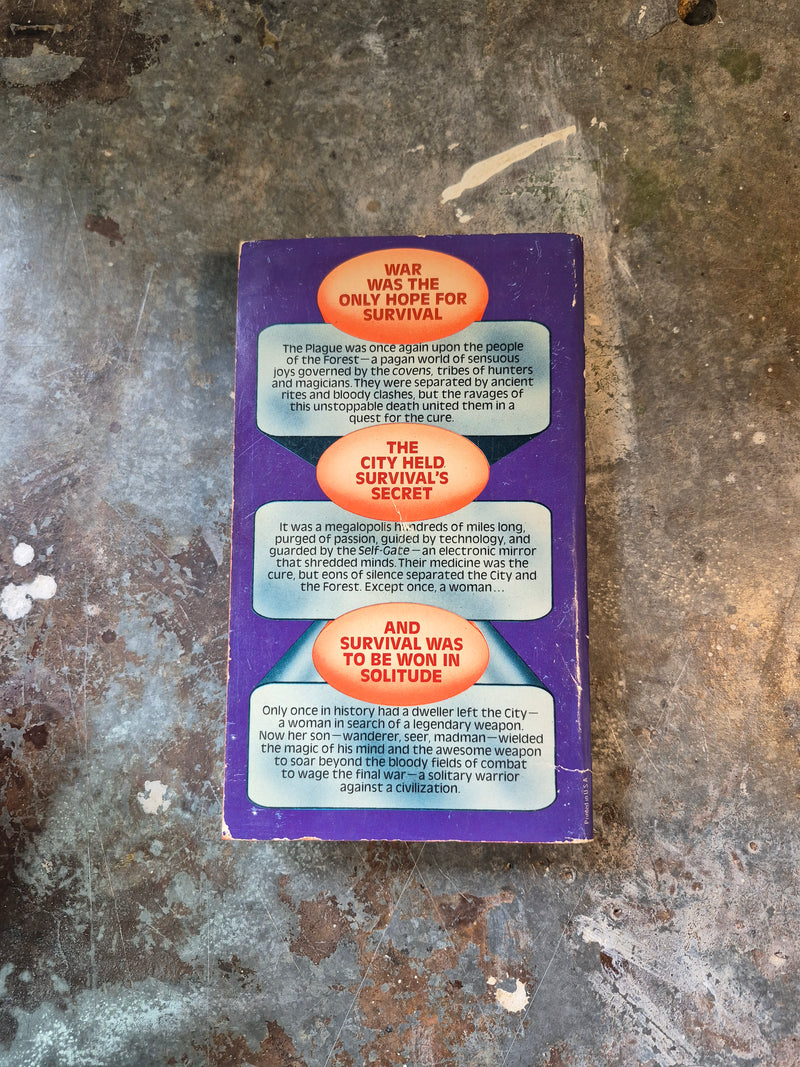 WAR
WAS THE
ONLY HOPE FOR
SURVIVAL
The Plague was once again upon the people
of the Forest—a pagan world of sensuous
joys governed by the covens, tribes of hunters
and magicians. They were separated by ancient
rites and bloody clashes, but the ravages of
this unstoppable death united them in a
quest for the cure.
THE
CITY HELD
SURVIVAL'S
SECRET
It was a megalopolis hundreds of miles long,
purged of passion, guided by technology, and
guarded by the Self-Gate—an electronic mirror
that shredded minds. Their medicine was the
cure, but eons of silence separated the City and
the Forest. Except once, a woman...
AND
SURVIVAL WAS
TO BE WON IN
SOLITUDE
Only once in history had a dweller left the City—
a woman in search of a legendary weapon.
Now her son—wanderer, seer, madman—wielded
the magic of his mind and the awesome weapon
to soar beyond the bloody fields of combat
to wage the final war—a solitary warrior
against a civilization.
Printed in U.S.A.